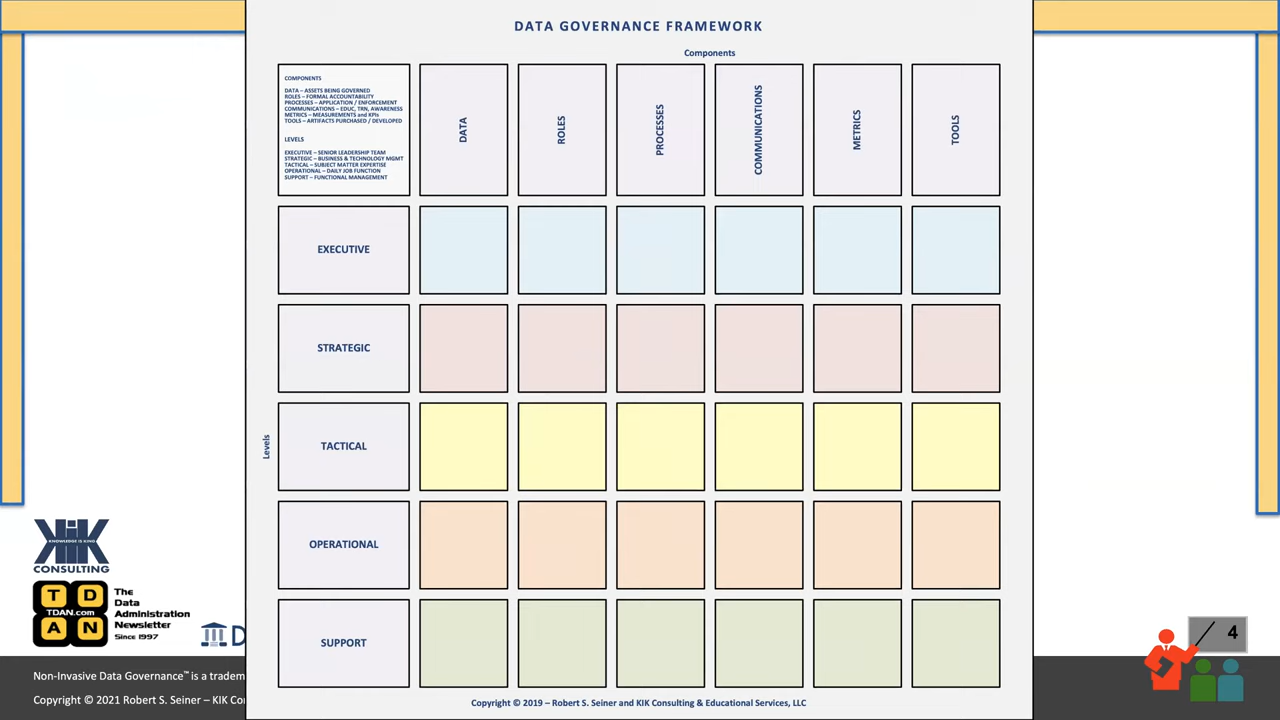 DATA GOVERNANCE FRAMEWORK
Components
COMPONENTS
DATA – ASSETS BEING GOVERNED
ROLES – FORMAL ACCOUNTABILITY
PROCESSES – APPLICATION / ENFORCEMENT
COMMUNICATIONS – EDUC, TRN, AWARENESS
METRICS – MEASUREMENTS and KPIs
TOOLS – ARTIFACTS PURCHASED / DEVELOPED
LEVELS
EXECUTIVE – SENIOR LEADERSHIP TEAM
STRATEGIC – BUSINESS & TECHNOLOGY MGMT
TACTICAL – SUBJECT MATTER EXPERTISE
OPERATIONAL – DAILY JOB FUNCTION
SUPPORT – FUNCTIONAL MANAGEMENT
DATA
ROLES
PROCESSES
COMMUNICATIONS
METRICS
TOOLS
Levels
EXECUTIVE
STRATEGIC
TACTICAL
OPERATIONAL
SUPPORT
KIK
KNOWLEDGE IS KING
CONSULTING
T D
TDAN.com
A N
The
Data
Administration
Newsletter
Since 1997
D
4
Non-Invasive Data Governance™ is a tradem
Copyright © 2021 Robert S. Seiner – KIK Co
Copyright © 2019 – Robert S. Seiner and KIK Consulting & Educational Services, LLC